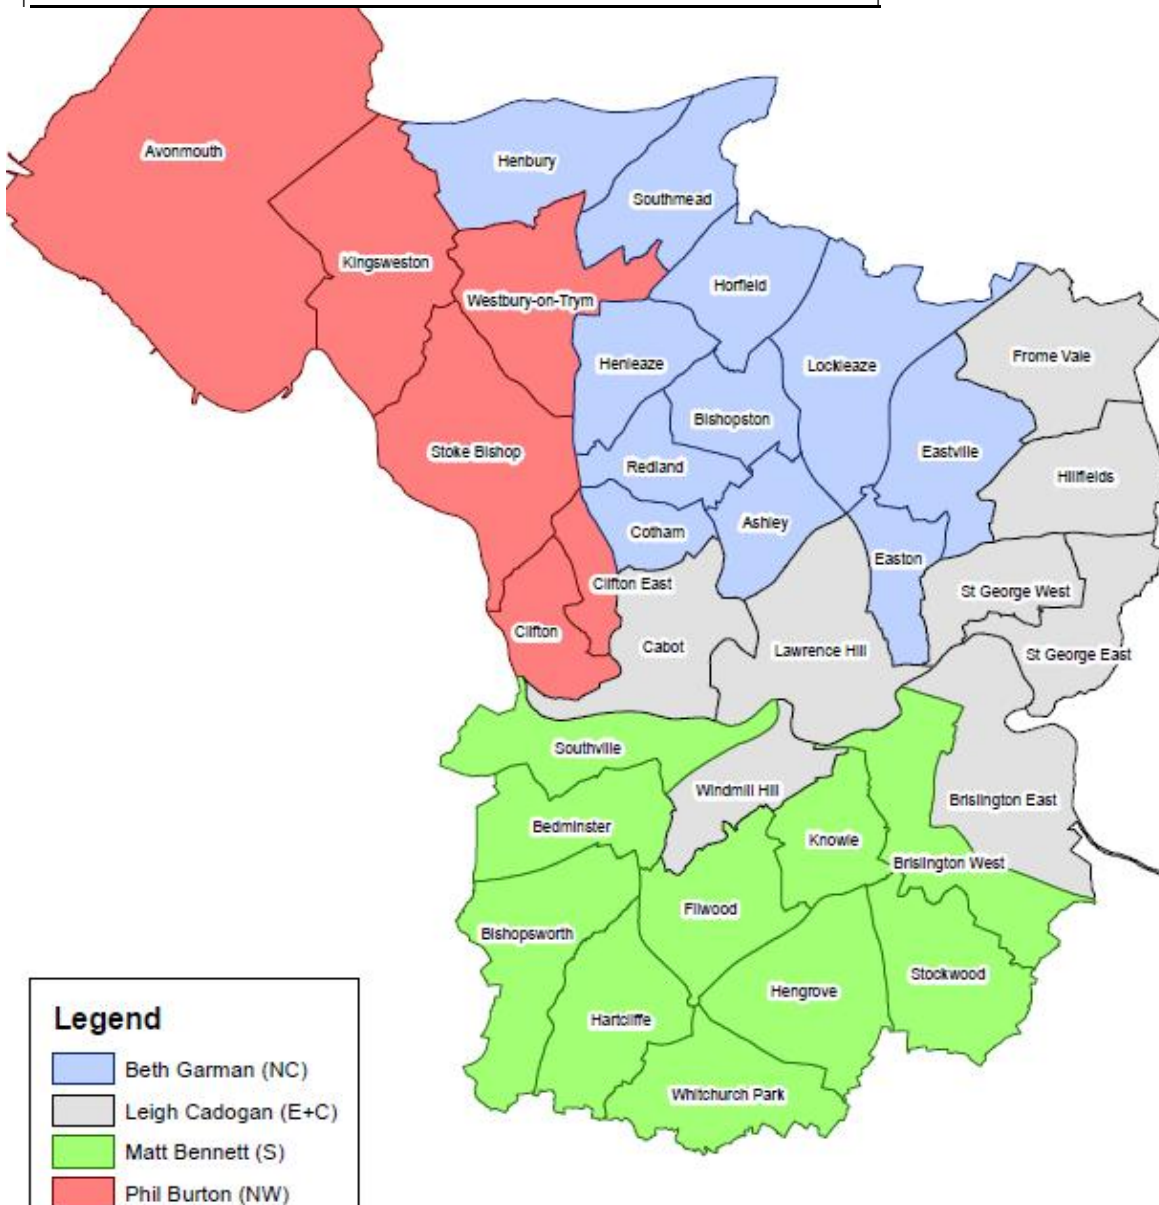 Avonmouth
Henbury
Southmead
Kingsweston
Horfield
Westbury-on-Trym
Frome Vale
Henleaze
Lockleaze
Bishopston
Stoke Bishop
Eastville
Redland
Hillfields
Ashley
Cotham
Easton
Clifton East
St George West
Clifton
Cabot
Lawrence Hill
St George East
Southville
Windmill Hill
Brislington East
Bedminster
Knowle
Brislington West
Filwood
Bishopsworth
Stockwood
Hengrove
Hartcliffe
Whitchurch Park
Legend
Beth Garman (NC)
Leigh Cadogan (E+C)
Matt Bennett (S)
Phil Burton (NW)